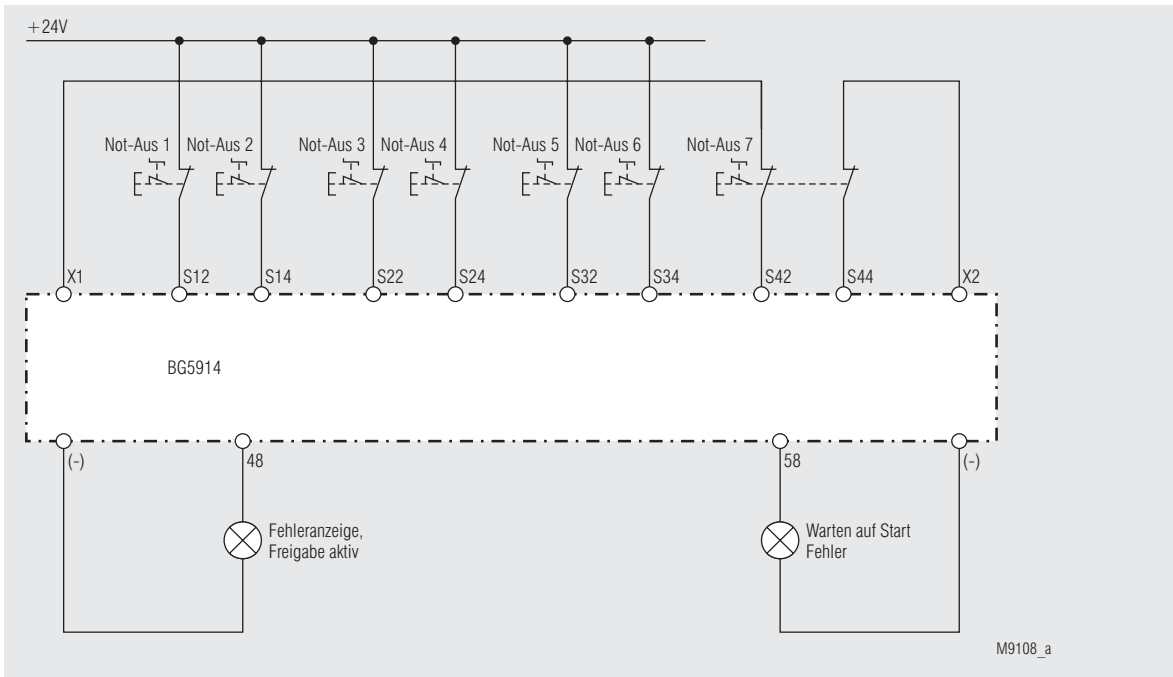 +24V
Not-Aus 1
Not-Aus 2
Not-Aus 3
Not-Aus 4
Not-Aus 5
Not-Aus 6
Not-Aus 7
X1
S12
S14
S22
S24
S32
S34
S42
S44
X2
BG5914
(-)
48
58
(-)
Fehleranzeige,
Freigabe aktiv
Warten auf Start
Fehler
M9108_a